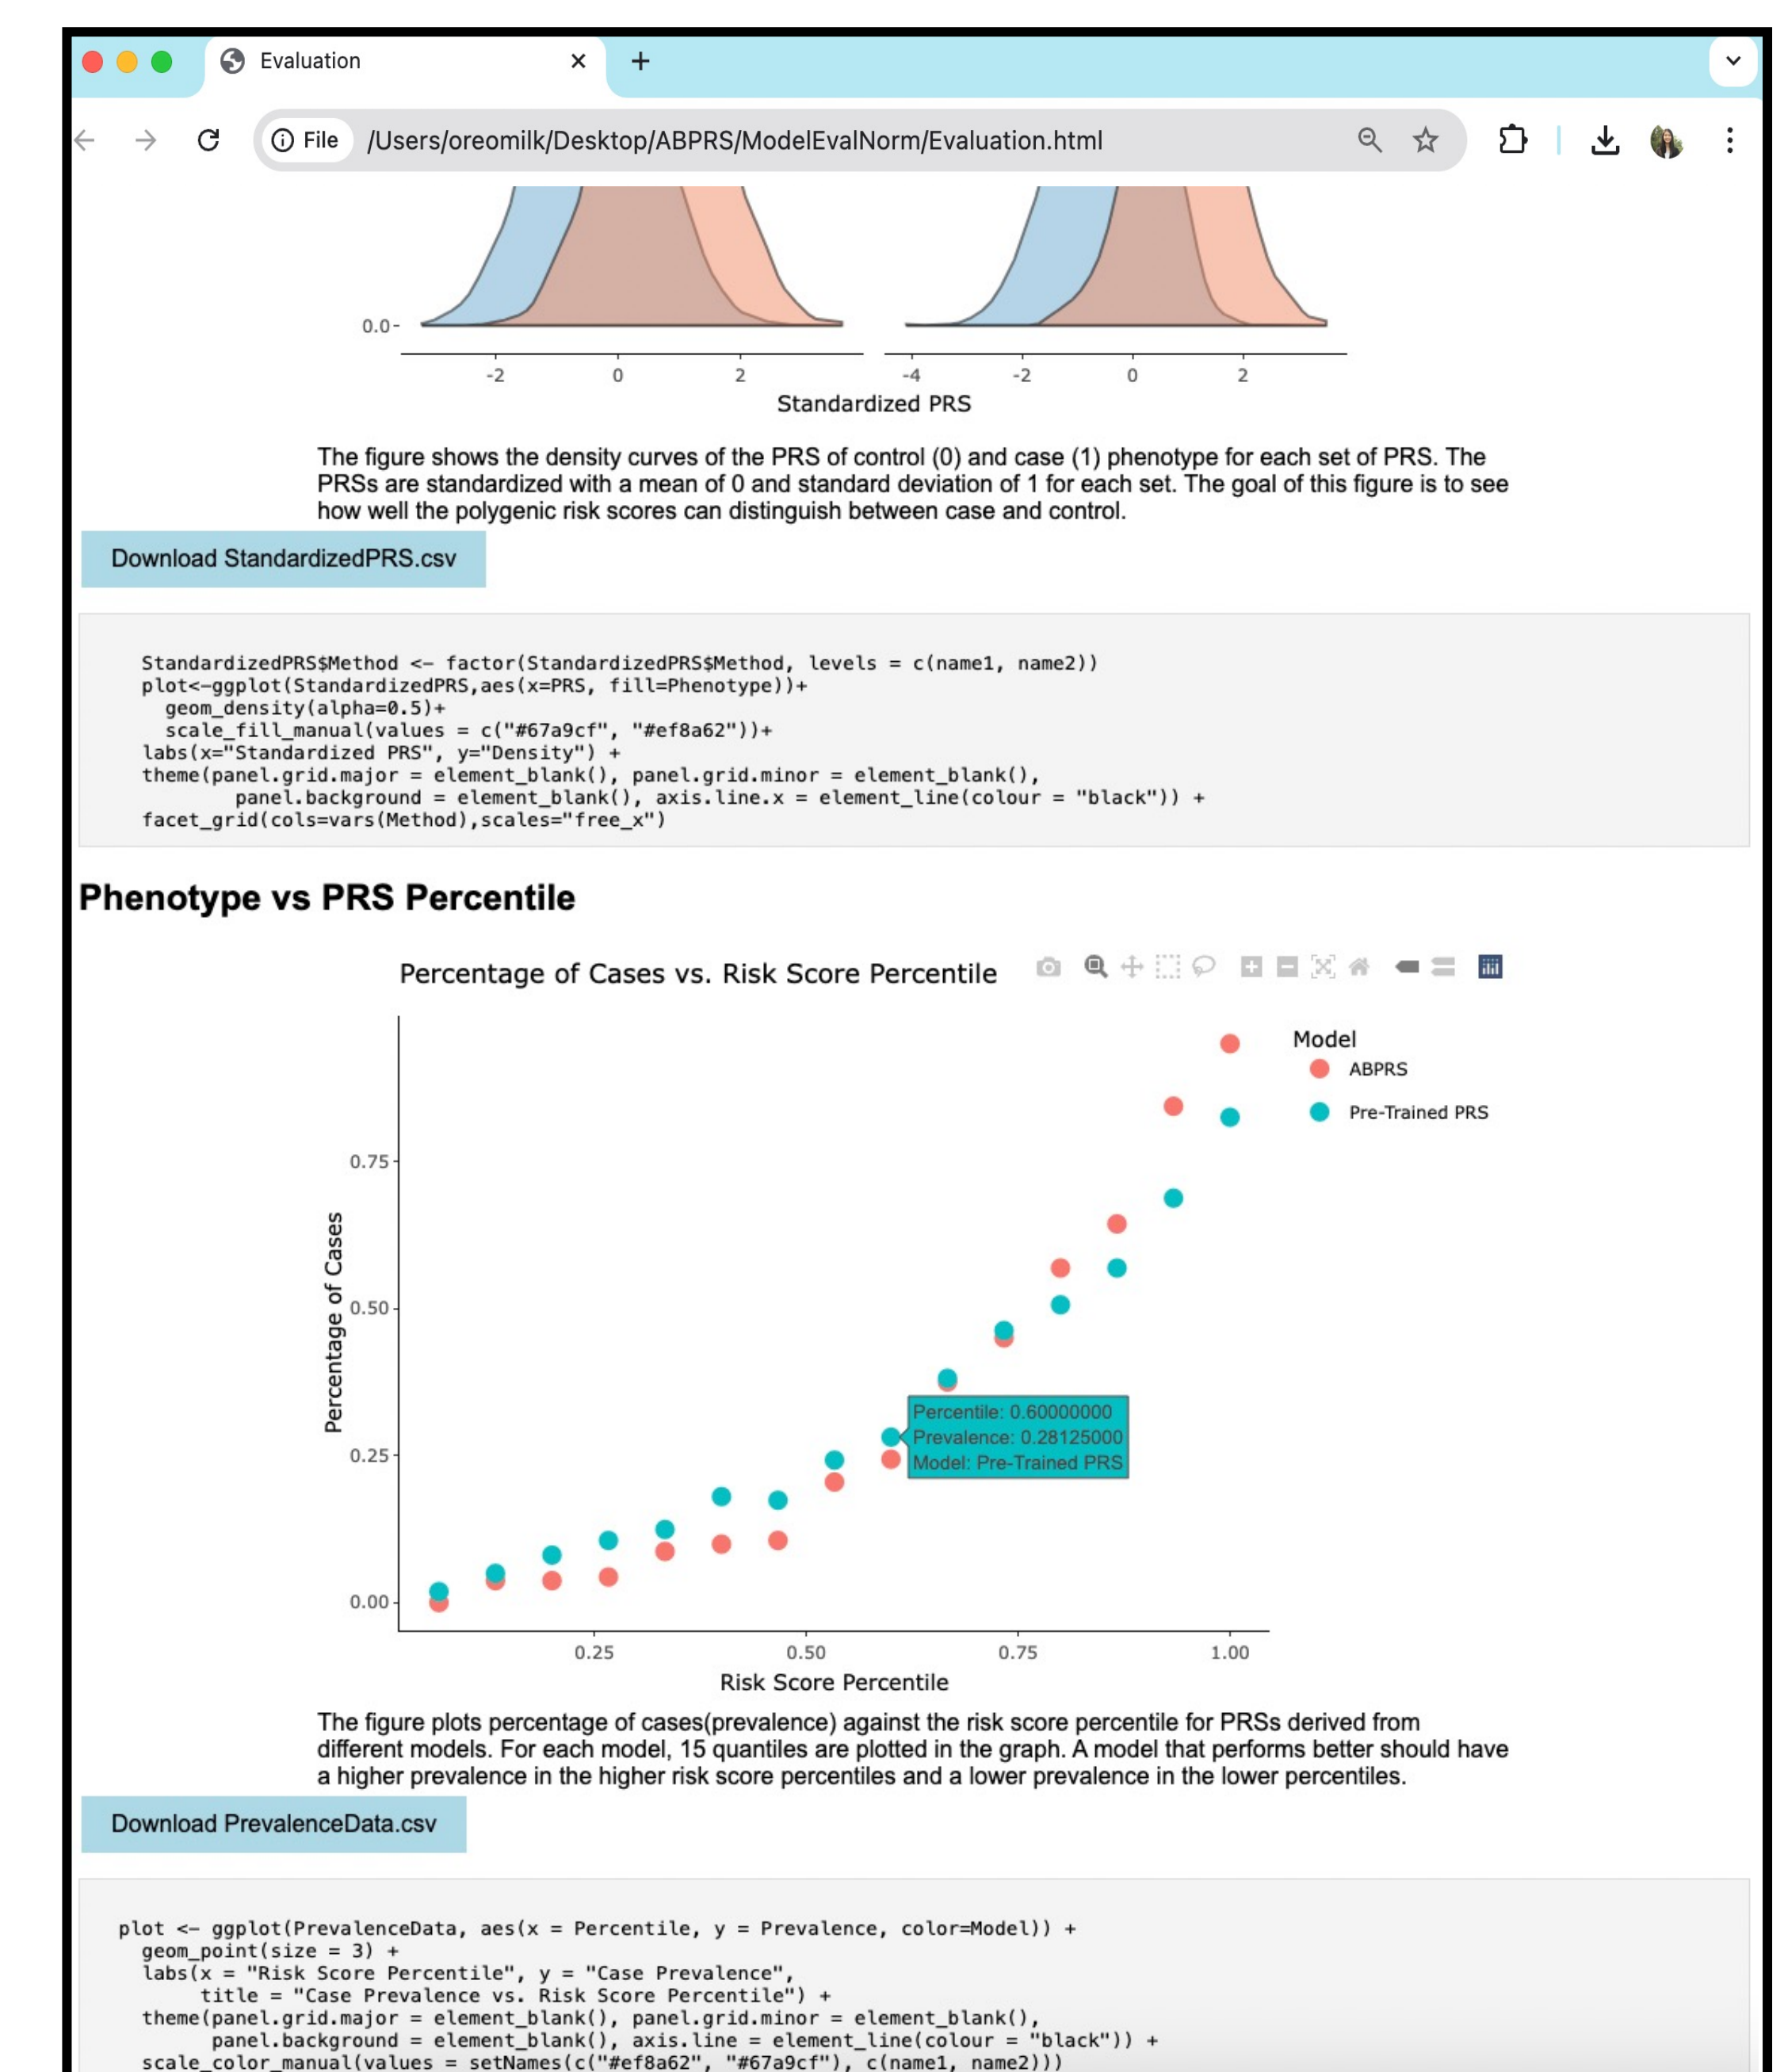 Evaluation
File /Users/oreomilk/Desktop/ABPRS/ModelEvalNorm/Evaluation.html
0.0
-2 0 2 -4 -2 0 2
Standardized PRS
The figure shows the density curves of the PRS of control (0) and case (1) phenotype for each set of PRS. The
PRSs are standardized with a mean of 0 and standard deviation of 1 for each set. The goal of this figure is to see
how well the polygenic risk scores can distinguish between case and control.
Download StandardizedPRS.csv
StandardizedPRS$Method <- factor(StandardizedPRS$Method, levels = c(name1, name2))
plot<-ggplot(StandardizedPRS,aes(x=PRS, fill=Phenotype))+
geom_density(alpha=0.5)+
scale_fill_manual(values = c("#67a9cf", "#ef8a62"))+
labs(x="Standardized PRS", y="Density") +
theme(panel.grid.major = element_blank(), panel.grid.minor = element_blank(),
panel.background = element_blank(), axis.line.x = element_line(colour = "black")) +
facet_grid(cols=vars(Method),scales="free_x")
Phenotype vs PRS Percentile
Percentage of Cases vs. Risk Score Percentile
Model
ABPRS
Pre-Trained PRS
0.75
Percentage of Cases
0.50
Percentile: 0.60000000
Prevalence: 0.28125000
Model: Pre-Trained PRS
0.25
0.00
0.25 0.50 0.75 1.00
Risk Score Percentile
The figure plots percentage of cases(prevalence) against the risk score percentile for PRSs derived from
different models. For each model, 15 quantiles are plotted in the graph. A model that performs better should have
a higher prevalence in the higher risk score percentiles and a lower prevalence in the lower percentiles.
Download PrevalenceData.csv
plot <- ggplot(PrevalenceData, aes(x = Percentile, y = Prevalence, color=Model)) +
geom_point(size = 3) +
labs(x = "Risk Score Percentile", y = "Case Prevalence",
title = "Case Prevalence vs. Risk Score Percentile") +
theme(panel.grid.major = element_blank(), panel.grid.minor = element_blank(),
panel.background = element_blank(), axis.line = element_line(colour = "black")) +
scale_color_manual(values = setNames(c("#ef8a62", "#67a9cf"), c(name1, name2)))